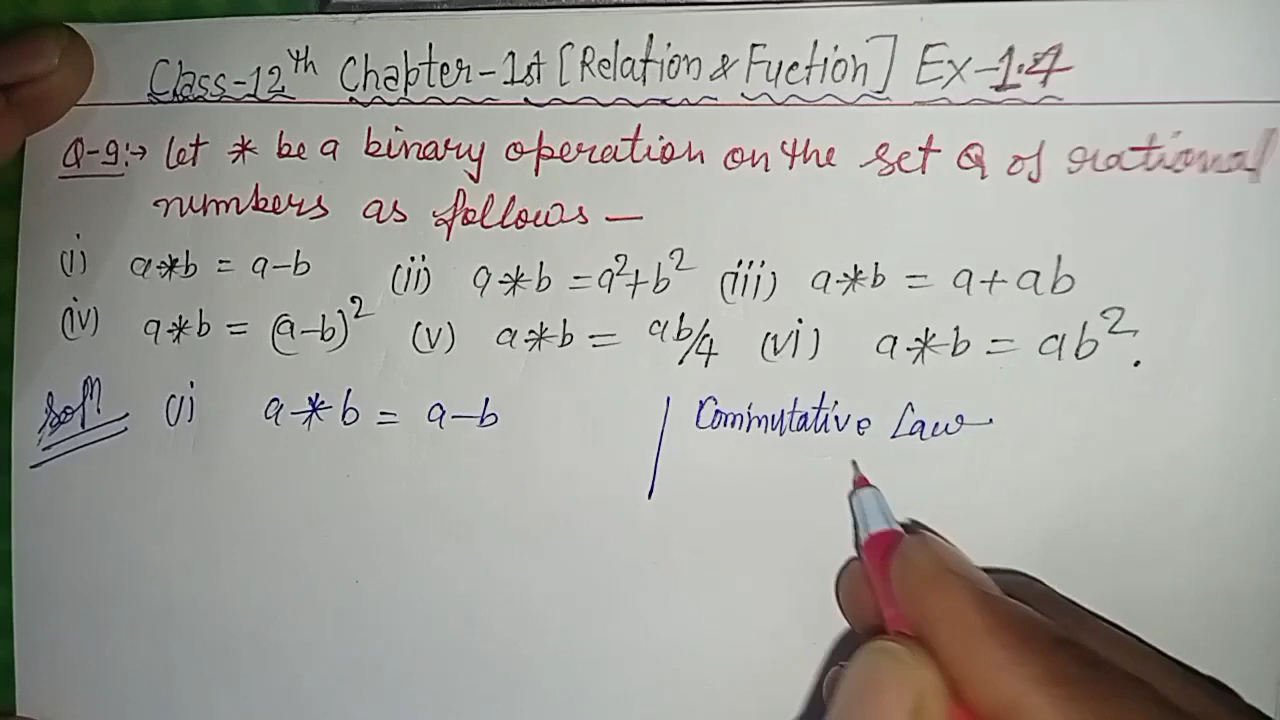 Class-12th Chapter-1st [Relation & Fuction] Ex-1.4
Q-9:→ Let * be a binary operation on the set Q of rational
numbers as follows —
(i) a*b = a-b (ii) a*b = a²+b² (iii) a*b = a+ab
(iv) a*b = (a-b)² (v) a*b = ab/4 (vi) a*b = ab².
Solⁿ (i) a*b = a-b | Commutative Law